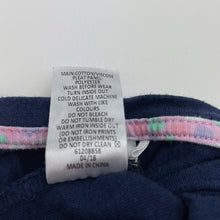 MAIN:COTTON/VISCOSE
PLEAT PANEL
POLYESTER
WASH BEFORE WEAR
TURN INSIDE OUT
COLD DELICATE MACHINE
WASH WITH LIKE
COLOURS
DO NOT BLEACH
DO NOT TUMBLE DRY
WARM IRON INSIDE OUT
(DO NOT IRON PRINTS
OR EMBELLISHMENTS)
DO NOT DRY CLEAN
61208858
04/18
MADE IN CHINA